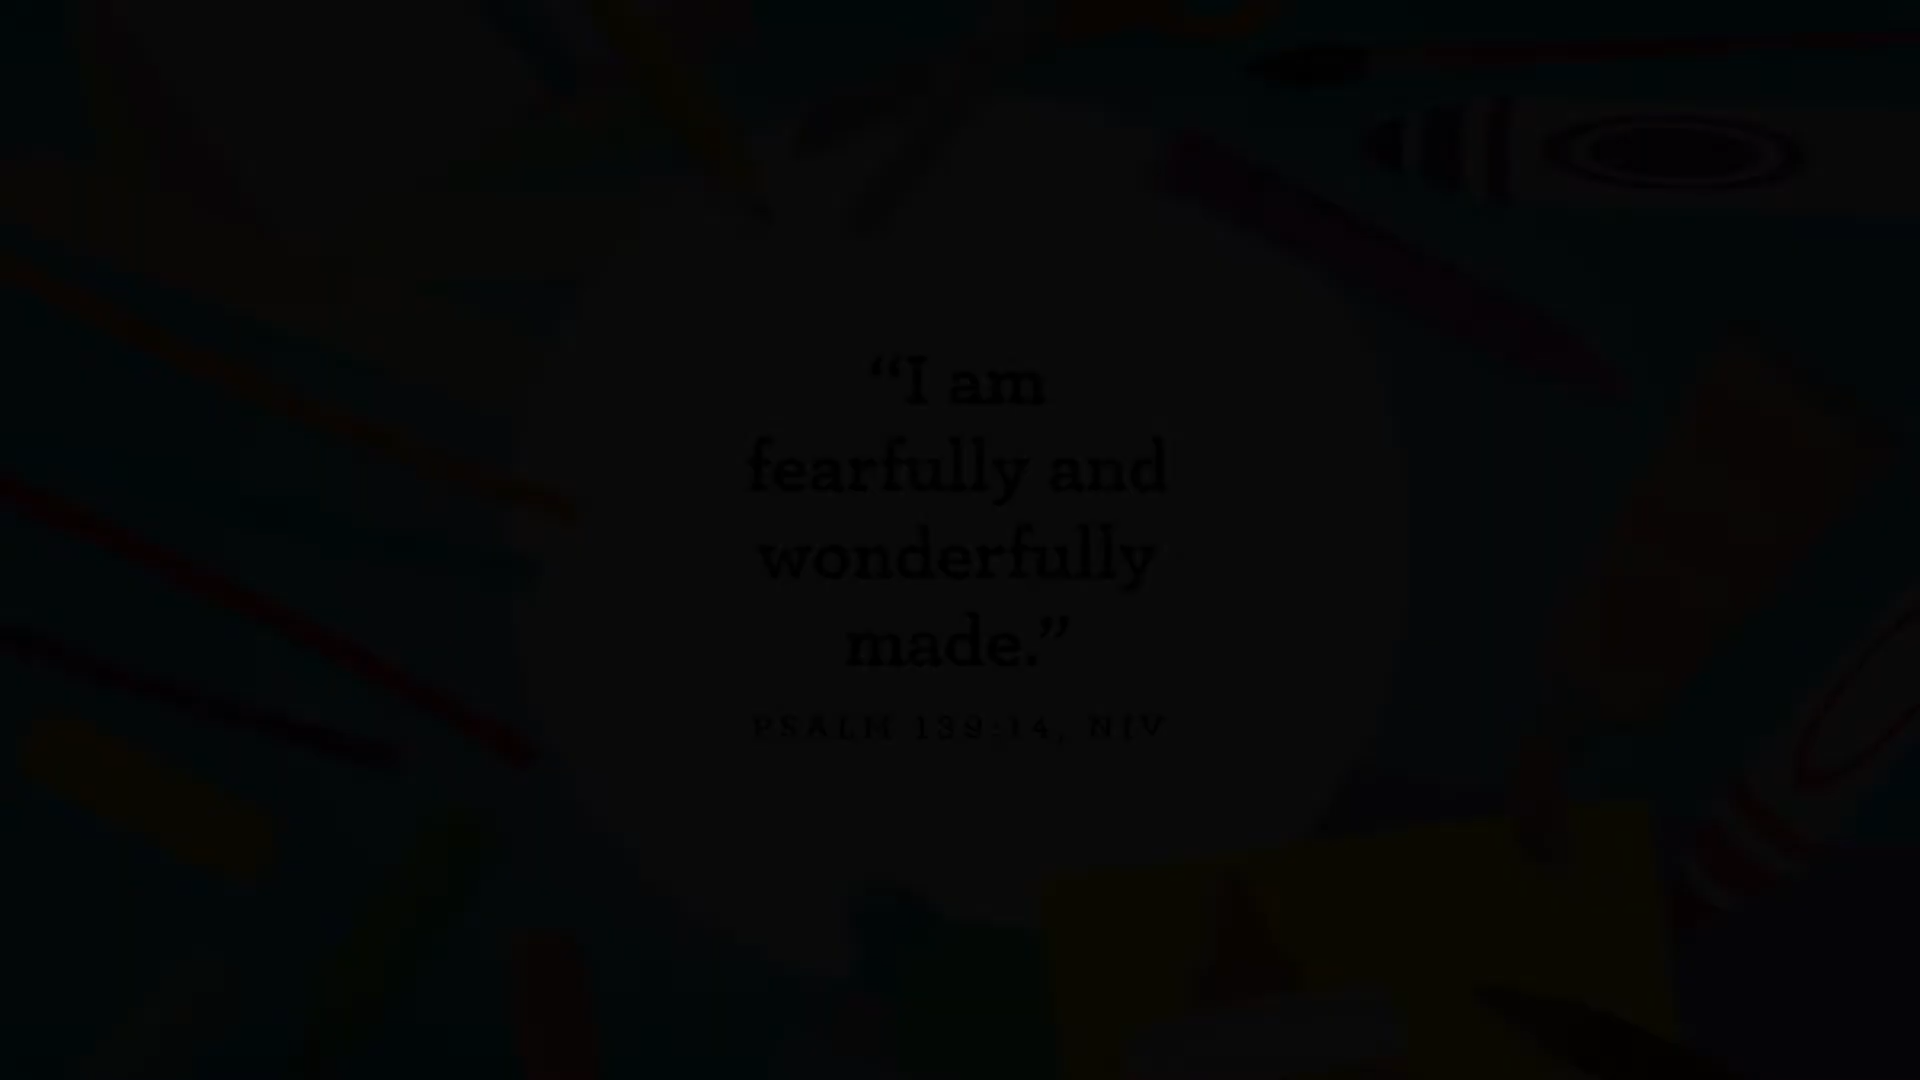 “I am
fearfully and
wonderfully
made.”
PSALM 139:14, NIV